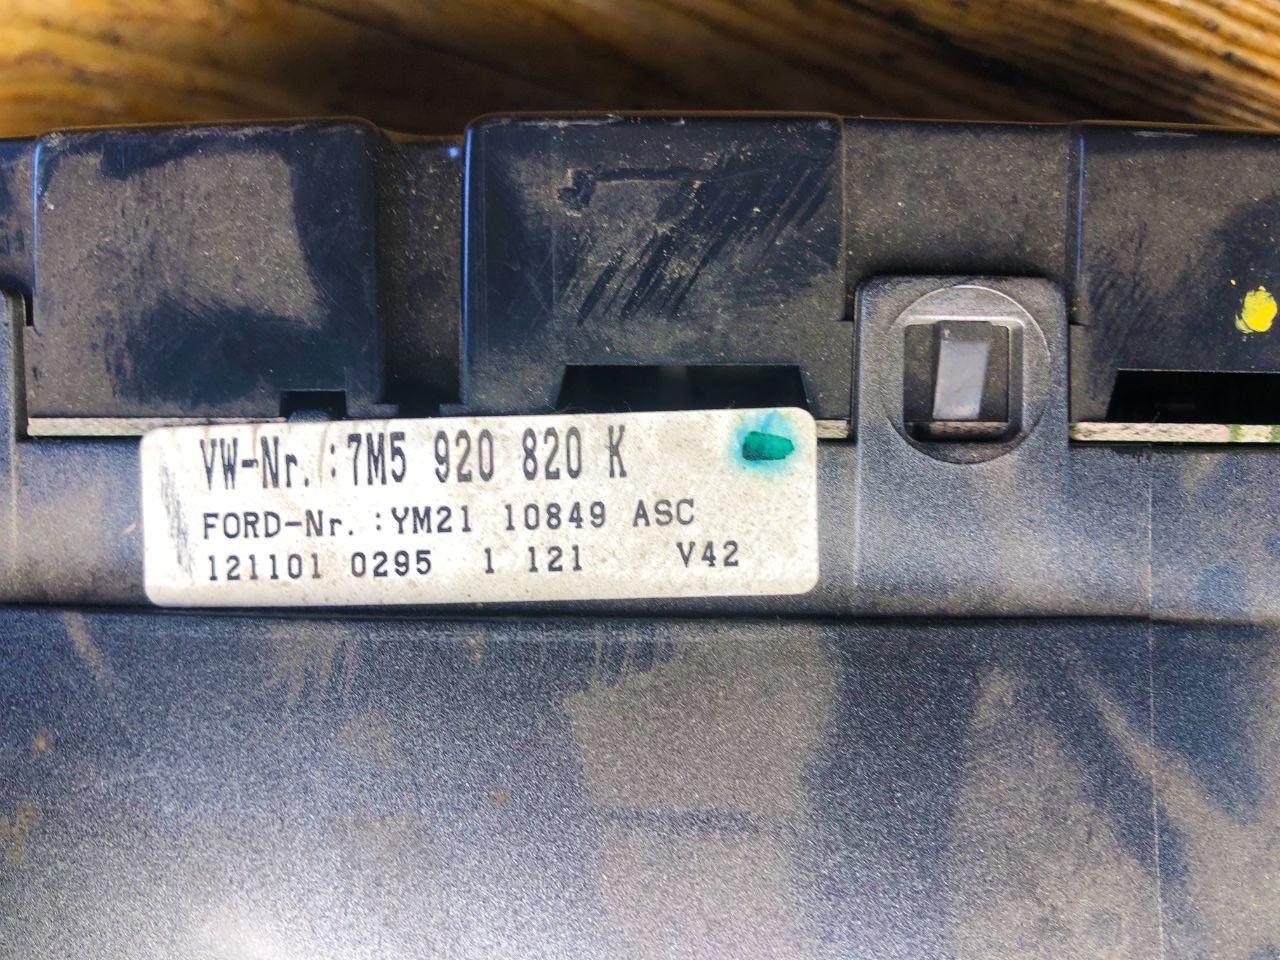 VW-Nr. :7M5 920 820 K
FORD-Nr. :YM21 10849 ASC
121101 0295 1 121 V42